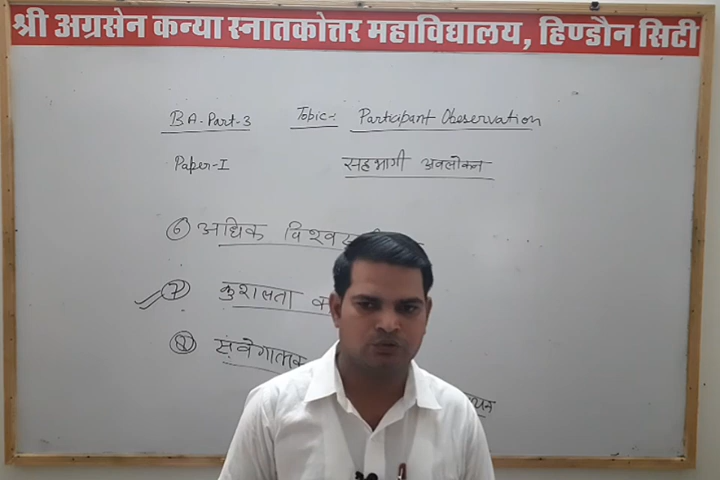 श्री अग्रसेन कन्या स्नातकोत्तर महाविद्यालय, हिण्डौन सिटी
BA-Part-3 Topic:- Participant Observation
Paper-I सहभागी अवलोकन
⑥ अधिक
⑦ कुशलता
⑧ संवेगात्मक